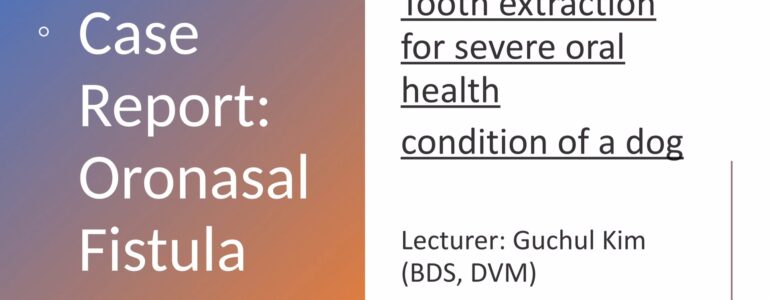 Case
Report:
Oronasal
Fistula
Tooth extraction
for severe oral
health
condition of a dog
Lecturer: Guchul Kim
(BDS, DVM)